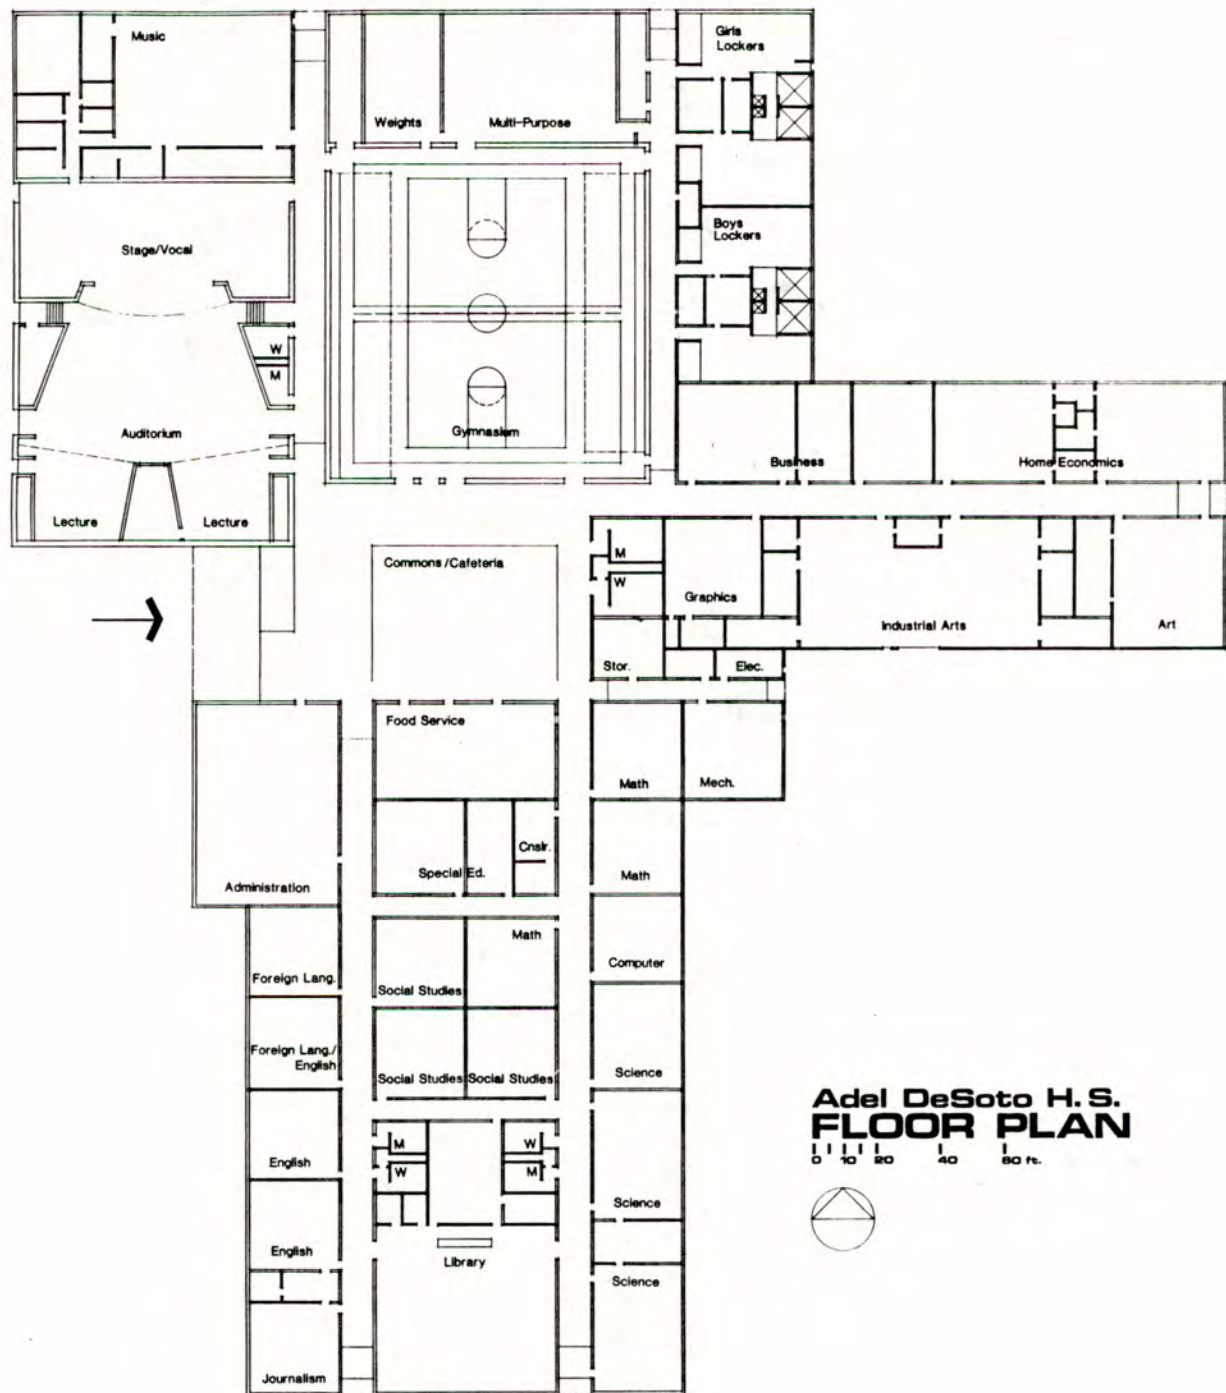 Music
Girls
Lockers
Weights
Multi-Purpose
Boys
Lockers
Stage/Vocal
W
M
Auditorium
Gymnasium
Business
Home Economics
Lecture
Lecture
Commons/Cafeteria
M
W
Graphics
Industrial Arts
Art
Stor.
Elec.
Food Service
Math
Mech.
Cnslr.
Special Ed.
Math
Administration
Math
Computer
Foreign Lang.
Social Studies
Foreign Lang./
English
Social Studies
Social Studies
Science
Adel DeSoto H. S.
FLOOR PLAN
0 10 20 40 60 ft.
M
W
W
M
English
Science
English
Library
Science
Journalism